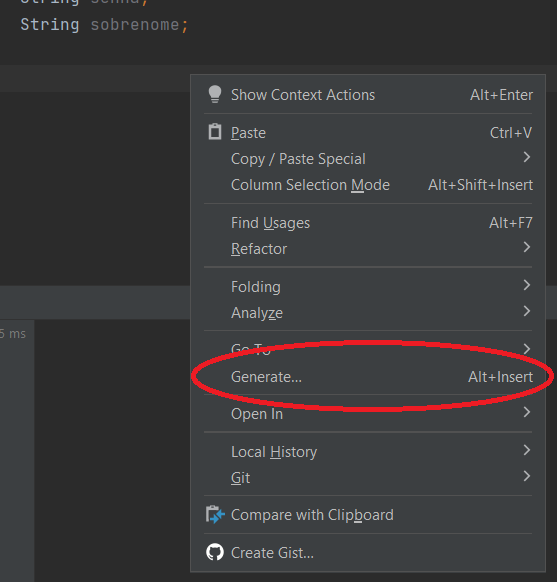 String senha;
String sobrenome;
Show Context Actions Alt+Enter
Paste Ctrl+V
Copy / Paste Special
Column Selection Mode Alt+Shift+Insert
Find Usages Alt+F7
Refactor
Folding
Analyze
5 ms
Go To
Generate... Alt+Insert
Open In
Local History
Git
Compare with Clipboard
Create Gist...